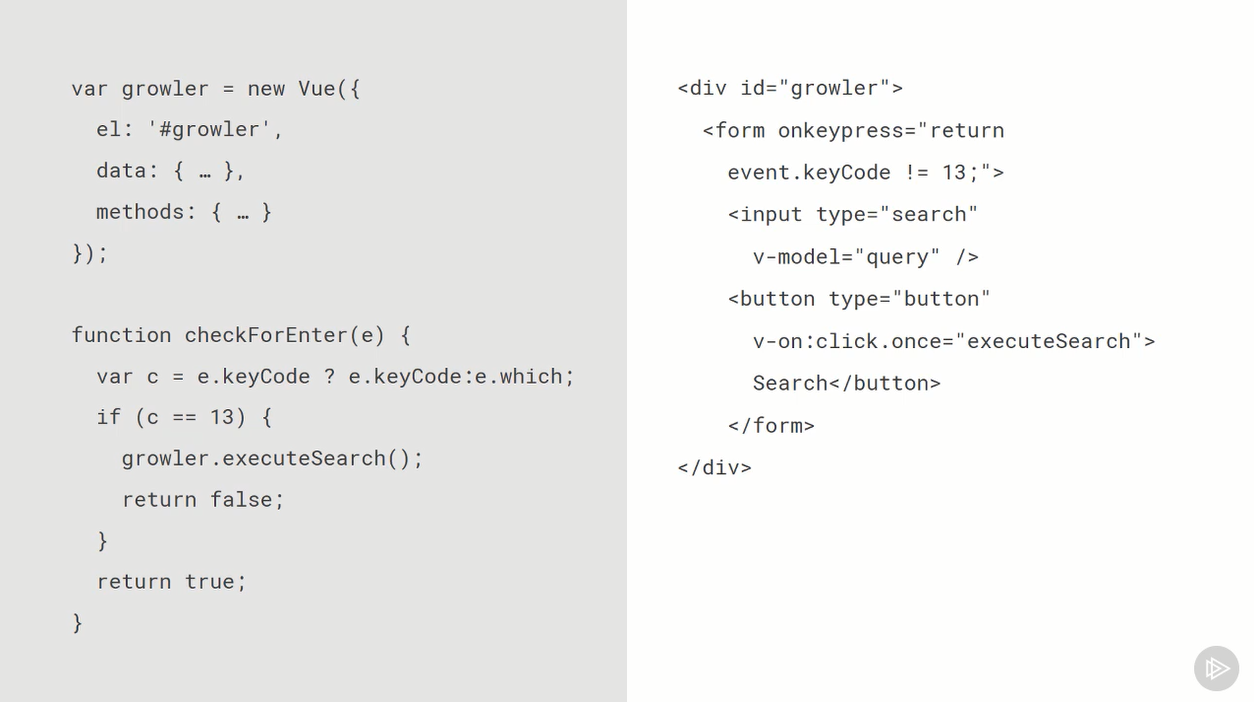 var growler = new Vue({
  el: '#growler',
  data: { … },
  methods: { … }
});

function checkForEnter(e) {
  var c = e.keyCode ? e.keyCode:e.which;
  if (c == 13) {
    growler.executeSearch();
    return false;
  }
  return true;
}

<div id="growler">
  <form onkeypress="return
    event.keyCode != 13;">
    <input type="search"
      v-model="query" />
    <button type="button"
      v-on:click.once="executeSearch">
      Search</button>
    </form>
</div>